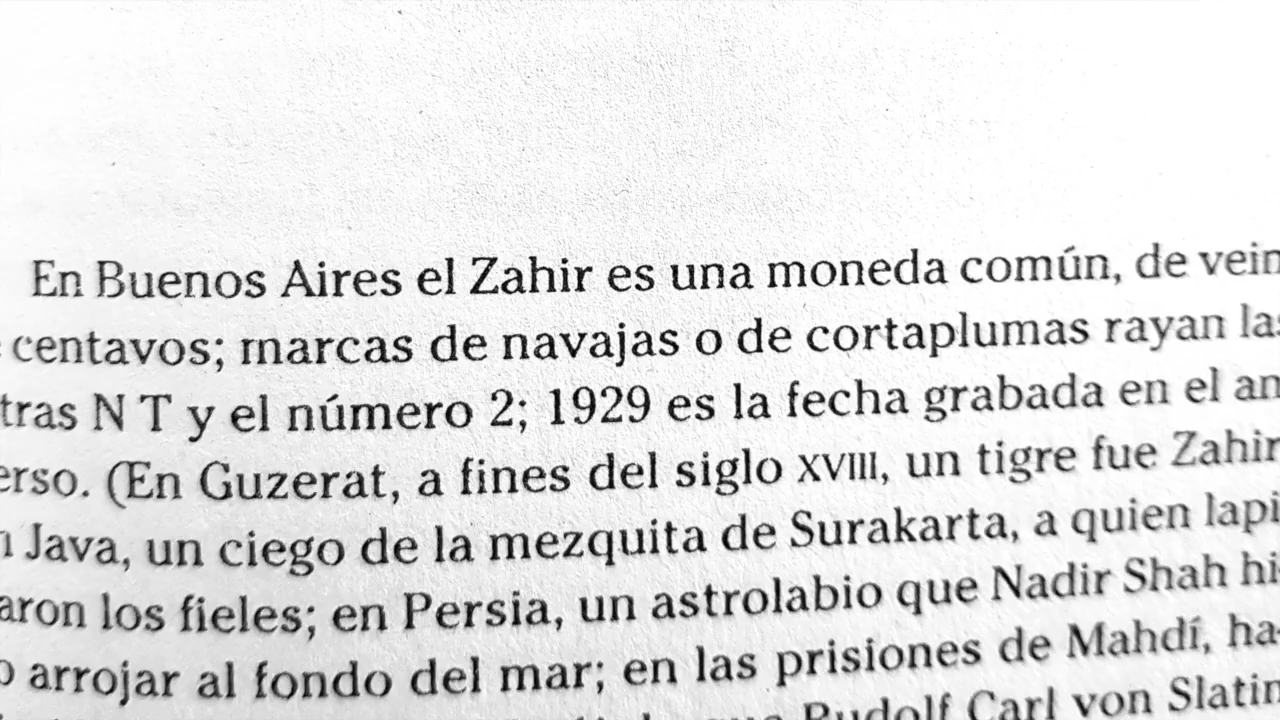 En Buenos Aires el Zahir es una moneda común, de vein
centavos; marcas de navajas o de cortaplumas rayan las
tras N T y el número 2; 1929 es la fecha grabada en el an
erso. (En Guzerat, a fines del siglo XVIII, un tigre fue Zahir
Java, un ciego de la mezquita de Surakarta, a quien lapi
aron los fieles; en Persia, un astrolabio que Nadir Shah hi-
o arrojar al fondo del mar; en las prisiones de Mahdí, ha-
que Rudolf Carl von Slatin